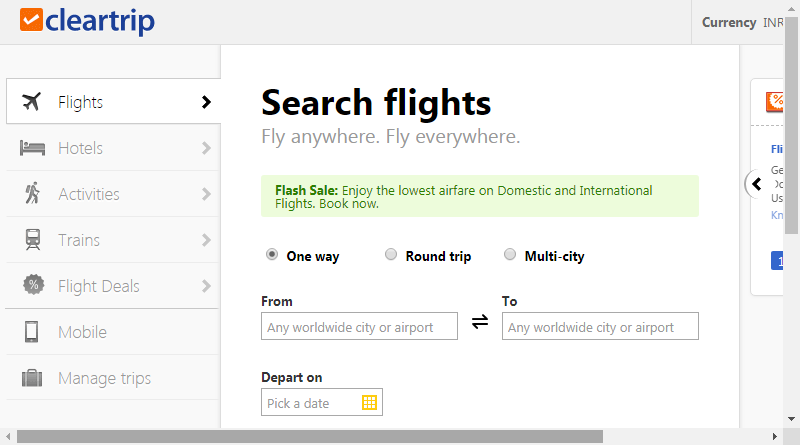 cleartrip
Currency INR
Flights
Hotels
Activities
Trains
Flight Deals
Mobile
Manage trips
Search flights
Fly anywhere. Fly everywhere.
Flash Sale: Enjoy the lowest airfare on Domestic and International
Flights. Book now.
One way
Round trip
Multi-city
From
To
Any worldwide city or airport
Any worldwide city or airport
Depart on
Pick a date
%
%
Fli
Ge
Us
Kn
1